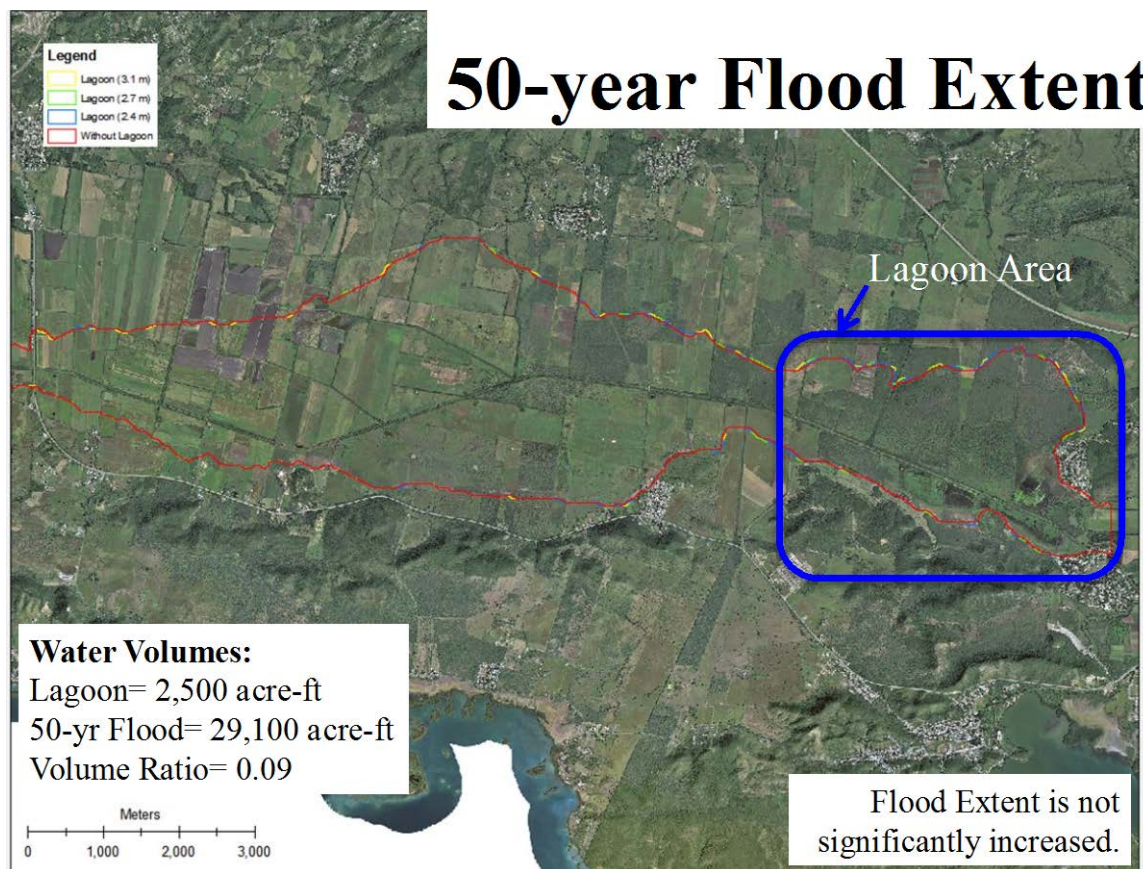 Legend
Lagoon (3.1 m)
Lagoon (2.7 m)
Lagoon (2.4 m)
Without Lagoon
50-year Flood Extent
Lagoon Area
Water Volumes:
Lagoon= 2,500 acre-ft
50-yr Flood= 29,100 acre-ft
Volume Ratio= 0.09
Meters
0 1,000 2,000 3,000
Flood Extent is not
significantly increased.